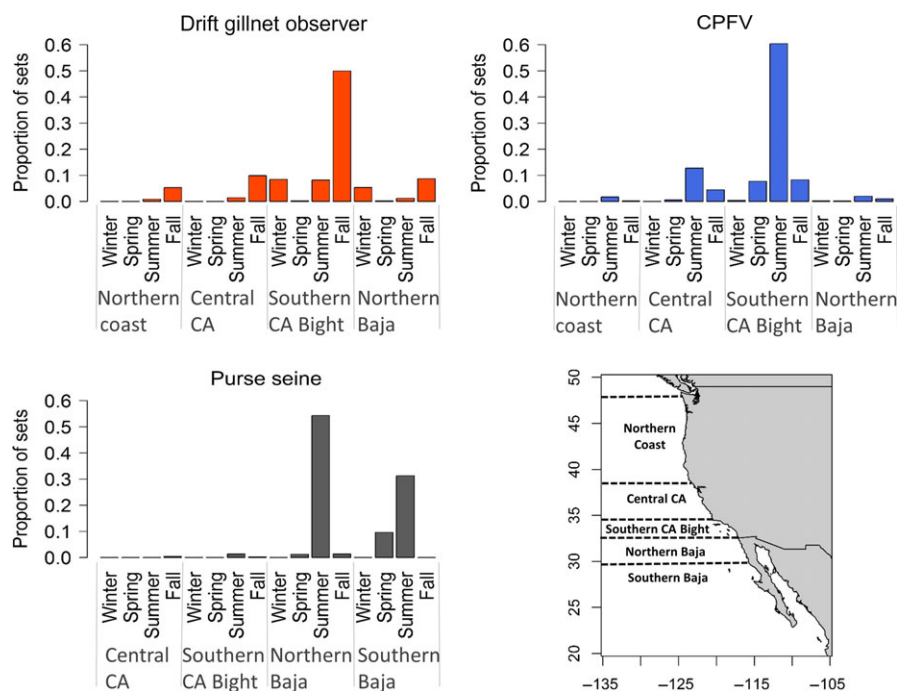 Drift gillnet observer
Proportion of sets
0.6
0.5
0.4
0.3
0.2
0.1
0.0
Winter
Spring
Summer
Fall
Winter
Spring
Summer
Fall
Winter
Spring
Summer
Fall
Winter
Spring
Summer
Fall
Northern
coast
Central
CA
Southern
CA Bight
Northern
Baja
CPFV
Proportion of sets
0.6
0.5
0.4
0.3
0.2
0.1
0.0
Winter
Spring
Summer
Fall
Winter
Spring
Summer
Fall
Winter
Spring
Summer
Fall
Winter
Spring
Summer
Fall
Northern
coast
Central
CA
Southern
CA Bight
Northern
Baja
Purse seine
Proportion of sets
0.6
0.5
0.4
0.3
0.2
0.1
0.0
Winter
Spring
Summer
Fall
Winter
Spring
Summer
Fall
Winter
Spring
Summer
Fall
Winter
Spring
Summer
Fall
Central
CA
Southern
CA Bight
Northern
Baja
Southern
Baja
50
45
40
35
30
25
20
Northern
Coast
Central CA
Southern CA Bight
Northern Baja
Southern Baja
−135
−125
−115
−105